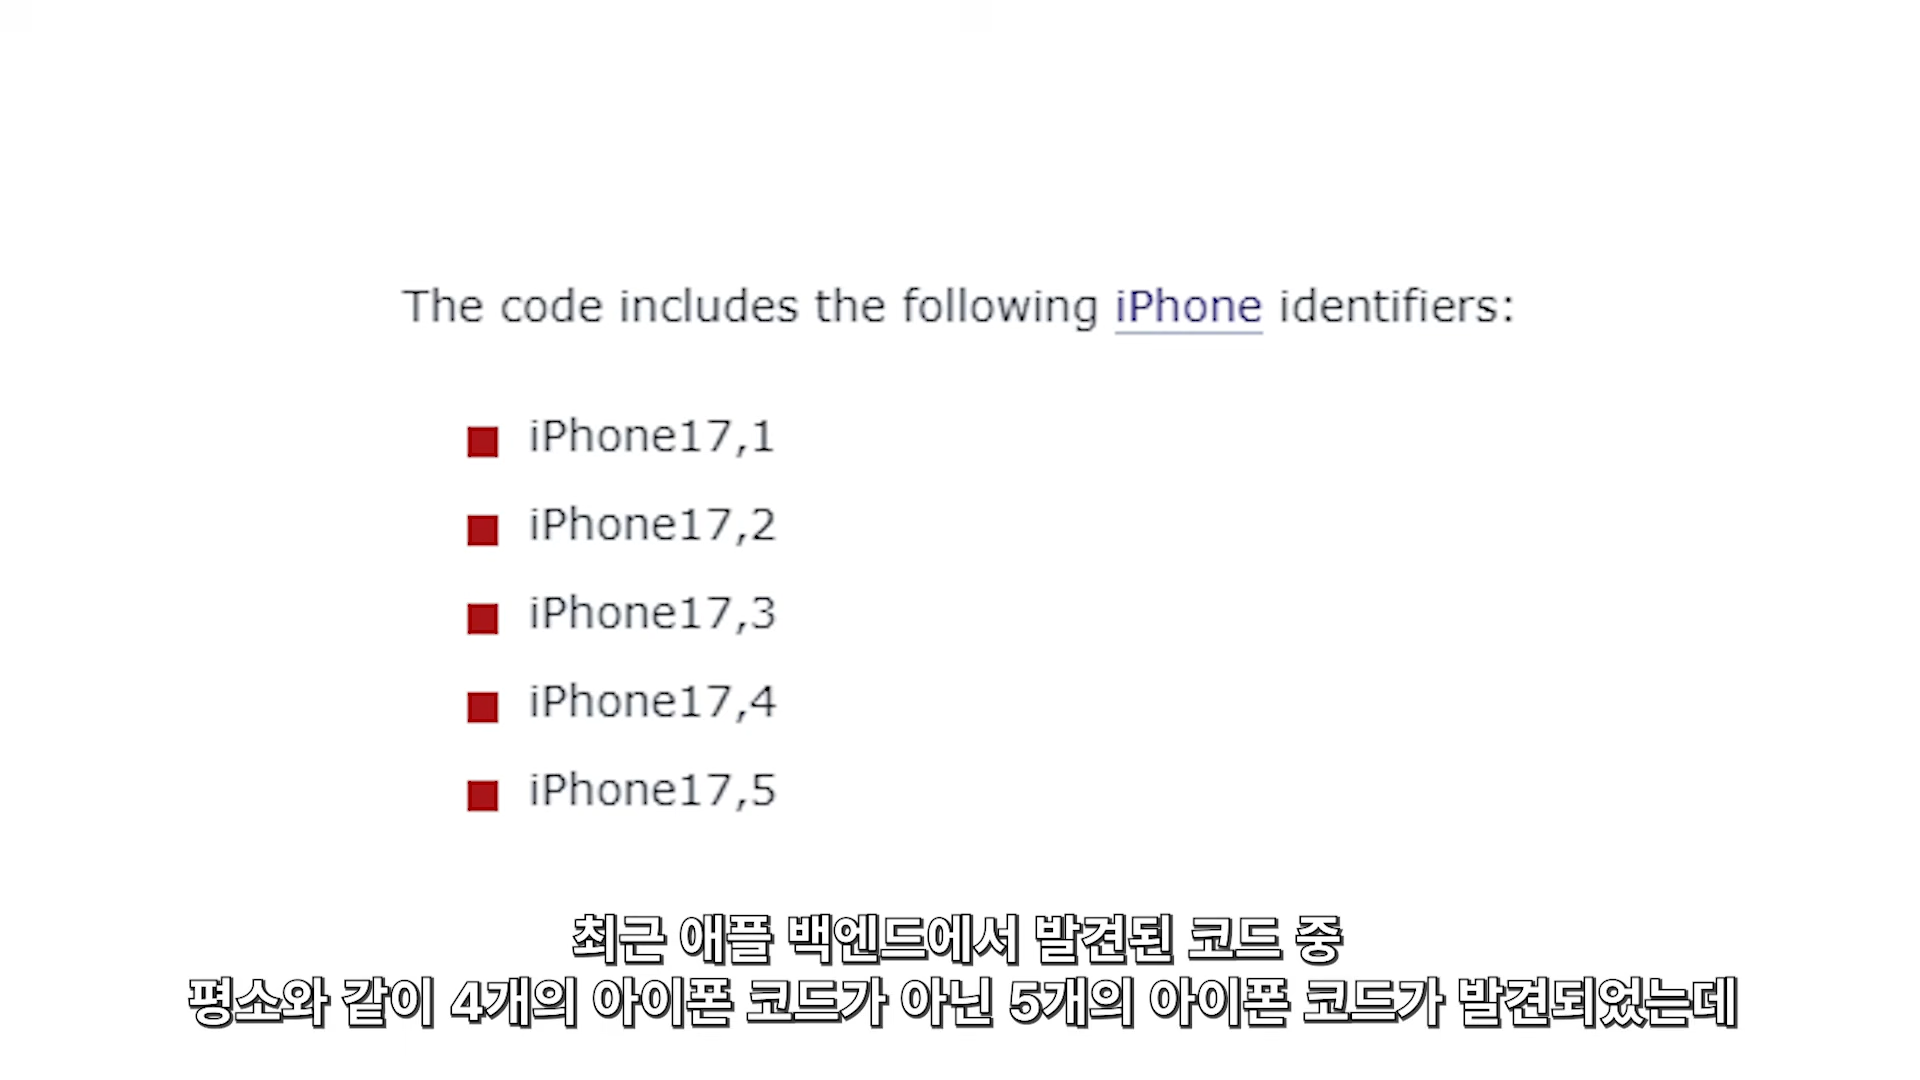 The code includes the following iPhone identifiers:
iPhone17,1
iPhone17,2
iPhone17,3
iPhone17,4
iPhone17,5
최근 애플 백엔드에서 발견된 코드 중
평소와 같이 4개의 아이폰 코드가 아닌 5개의 아이폰 코드가 발견되었는데